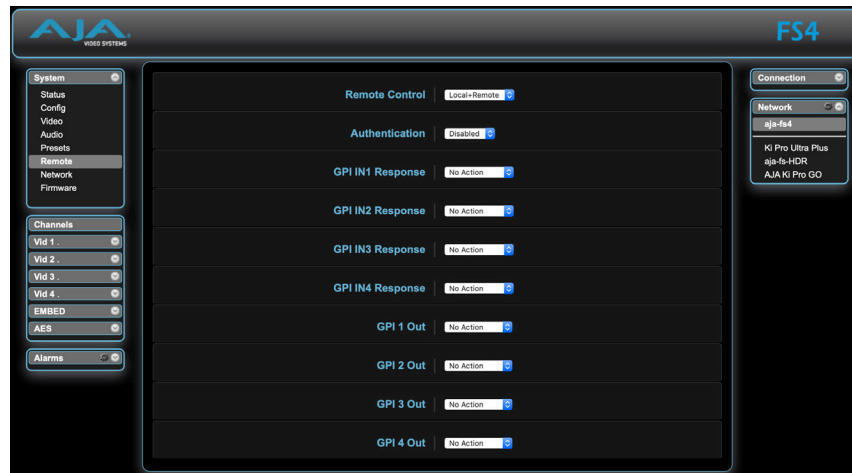 AJA
VIDEO SYSTEMS
FS4
System
Status
Config
Video
Audio
Presets
Remote
Network
Firmware
Channels
Vid 1 .
Vid 2 .
Vid 3 .
Vid 4 .
EMBED
AES
Alarms
Remote Control Local+Remote
Authentication Disabled
GPI IN1 Response No Action
GPI IN2 Response No Action
GPI IN3 Response No Action
GPI IN4 Response No Action
GPI 1 Out No Action
GPI 2 Out No Action
GPI 3 Out No Action
GPI 4 Out No Action
Connection
Network
aja-fs4
Ki Pro Ultra Plus
aja-fs-HDR
AJA Ki Pro GO